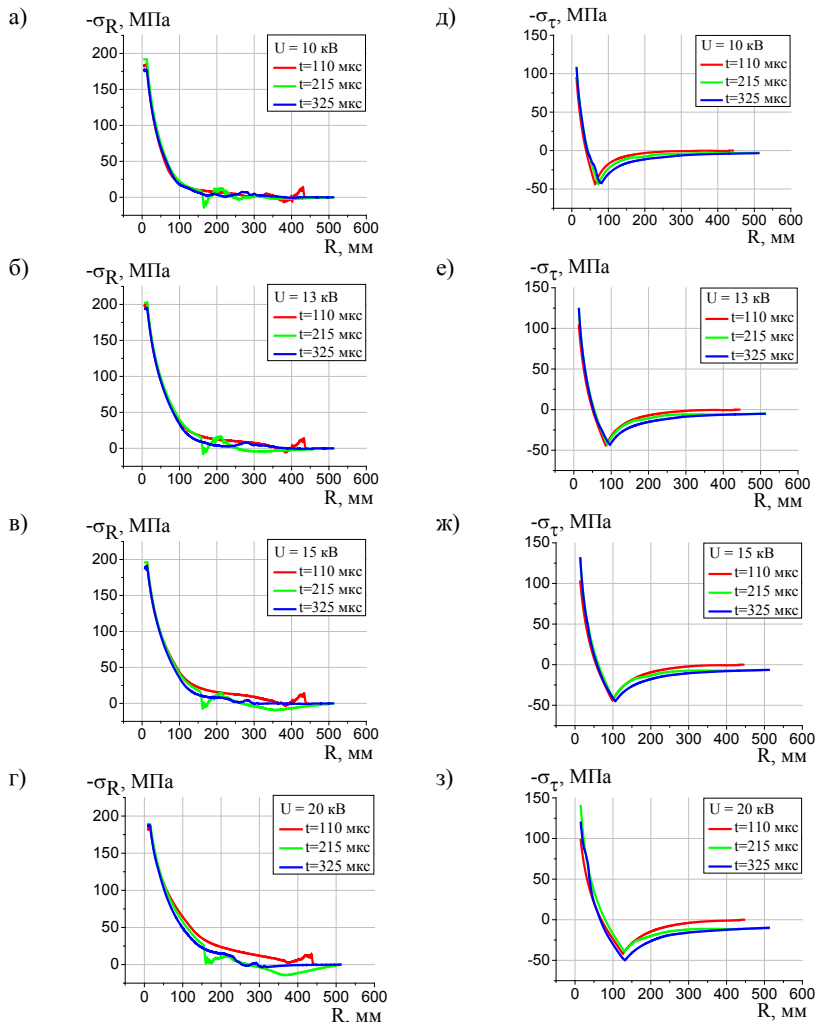 а)
-σR, МПа
200
150
100
50
0
0 100 200 300 400 500 600
R, мм
U = 10 кВ
t=110 мкс
t=215 мкс
t=325 мкс
д)
-στ, МПа
150
100
50
0
-50
0 100 200 300 400 500 600
R, мм
U = 10 кВ
t=110 мкс
t=215 мкс
t=325 мкс
б)
-σR, МПа
200
150
100
50
0
0 100 200 300 400 500 600
R, мм
U = 13 кВ
t=110 мкс
t=215 мкс
t=325 мкс
е)
-στ, МПа
150
100
50
0
-50
0 100 200 300 400 500 600
R, мм
U = 13 кВ
t=110 мкс
t=215 мкс
t=325 мкс
в)
-σR, МПа
200
150
100
50
0
0 100 200 300 400 500 600
R, мм
U = 15 кВ
t=110 мкс
t=215 мкс
t=325 мкс
ж)
-στ, МПа
150
100
50
0
-50
0 100 200 300 400 500 600
R, мм
U = 15 кВ
t=110 мкс
t=215 мкс
t=325 мкс
г)
-σR, МПа
200
150
100
50
0
0 100 200 300 400 500 600
R, мм
U = 20 кВ
t=110 мкс
t=215 мкс
t=325 мкс
з)
-στ, МПа
150
100
50
0
-50
0 100 200 300 400 500 600
R, мм
U = 20 кВ
t=110 мкс
t=215 мкс
t=325 мкс